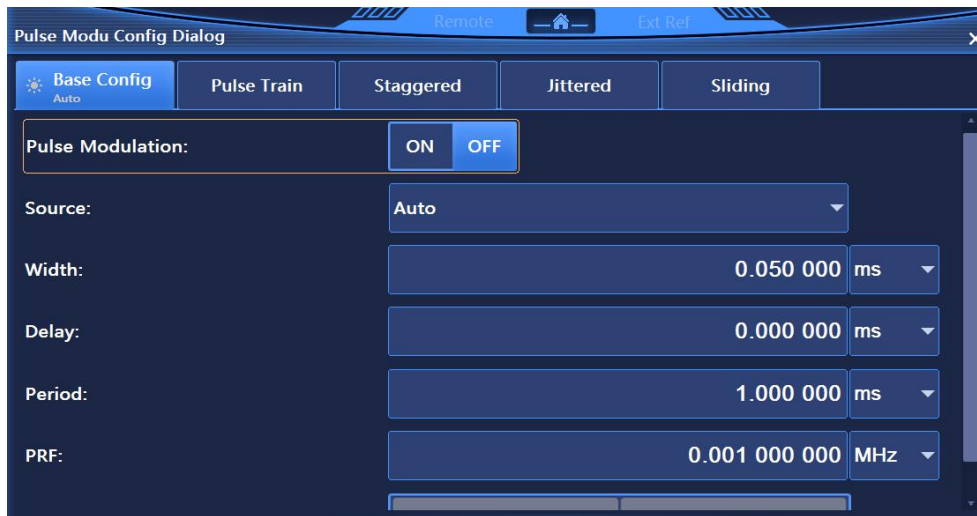 Remote Ext Ref
Pulse Modu Config Dialog
Base Config
Auto
Pulse Train
Staggered
Jittered
Sliding
Pulse Modulation: ON OFF
Source: Auto
Width: 0.050 000 ms
Delay: 0.000 000 ms
Period: 1.000 000 ms
PRF: 0.001 000 000 MHz